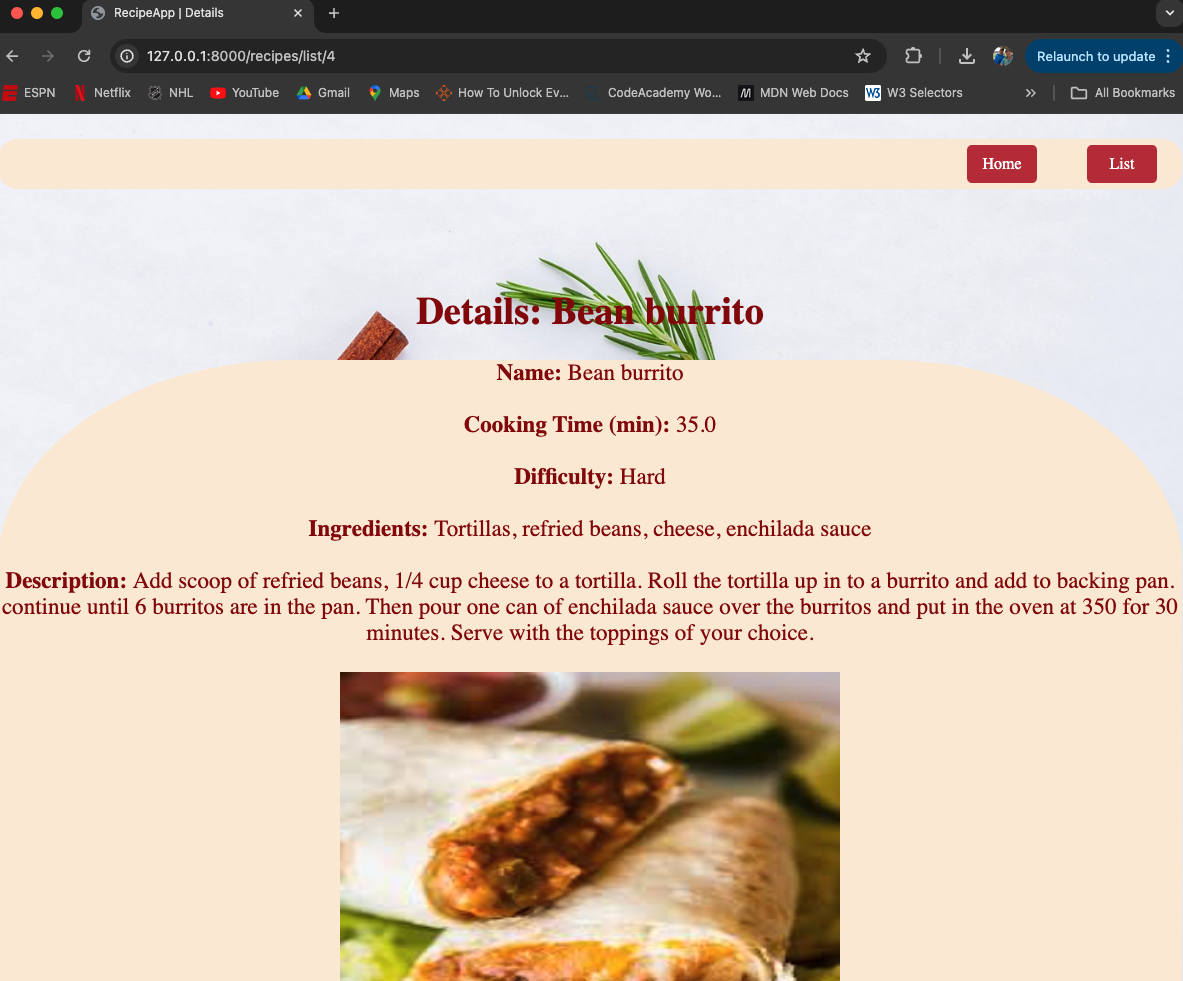 RecipeApp | Details
127.0.0.1:8000/recipes/list/4
Relaunch to update
ESPN Netflix NHL YouTube Gmail Maps How To Unlock Ev... CodeAcademy Wo... MDN Web Docs W3 W3 Selectors All Bookmarks
Home List
Details: Bean burrito
Name: Bean burrito
Cooking Time (min): 35.0
Difficulty: Hard
Ingredients: Tortillas, refried beans, cheese, enchilada sauce
Description: Add scoop of refried beans, 1/4 cup cheese to a tortilla. Roll the tortilla up in to a burrito and add to backing pan.
continue until 6 burritos are in the pan. Then pour one can of enchilada sauce over the burritos and put in the oven at 350 for 30
minutes. Serve with the toppings of your choice.